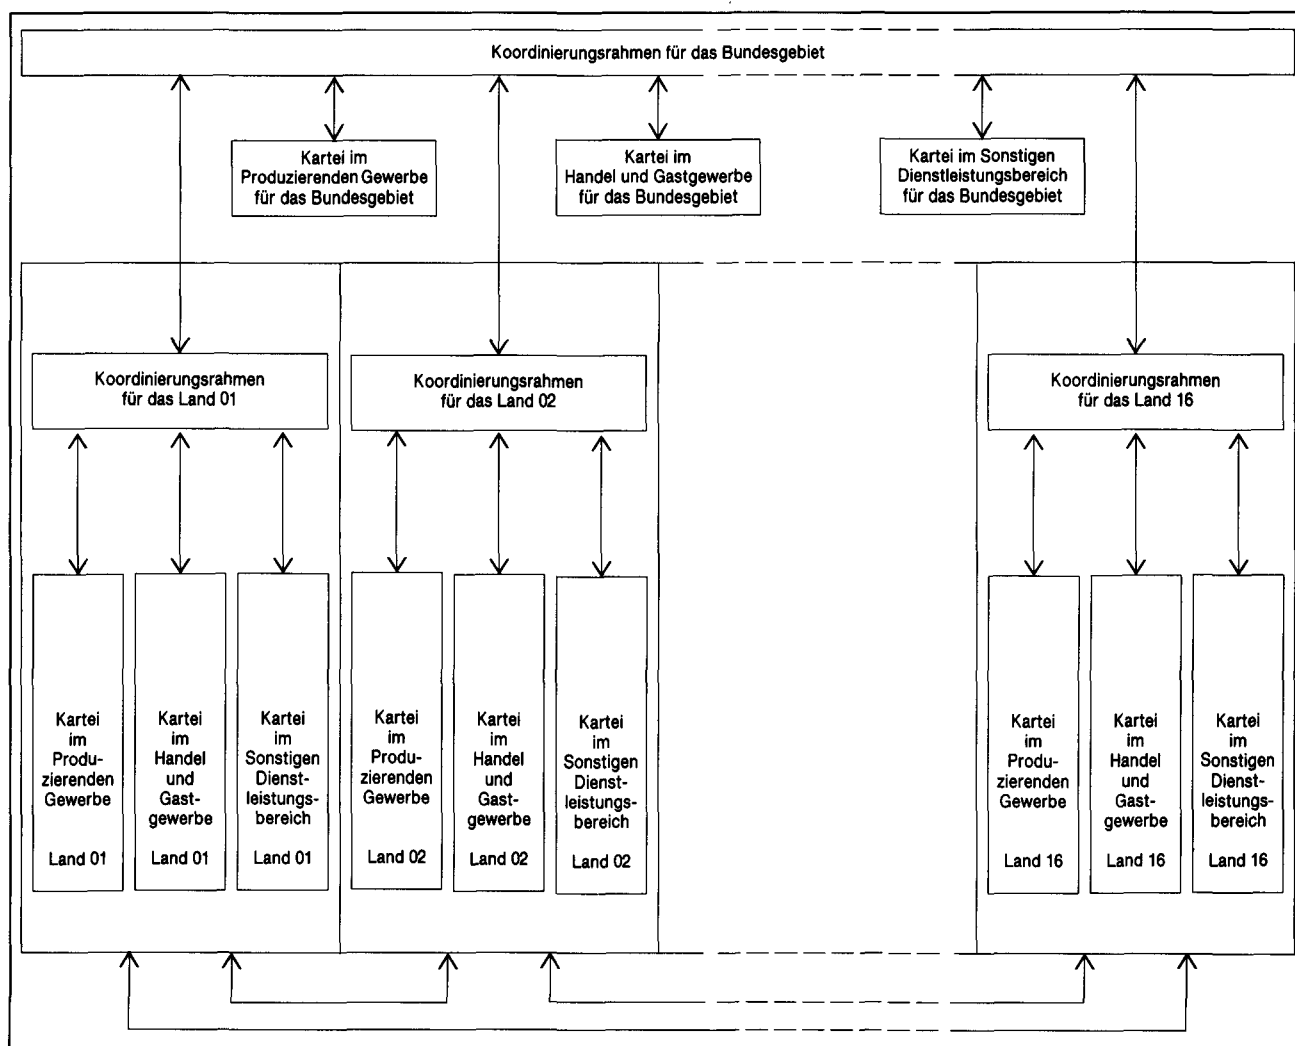 Koordinierungsrahmen für das Bundesgebiet
Kartei im
Produzierenden Gewerbe
für das Bundesgebiet
Kartei im
Handel und Gastgewerbe
für das Bundesgebiet
Kartei im Sonstigen
Dienstleistungsbereich
für das Bundesgebiet
Koordinierungsrahmen
für das Land 01
Koordinierungsrahmen
für das Land 02
Koordinierungsrahmen
für das Land 16
Kartei
im
Produ-
zierenden
Gewerbe
Land 01
Kartei
im
Handel
und
Gast-
gewerbe
Land 01
Kartei
im
Sonstigen
Dienst-
leistungs-
bereich
Land 01
Kartei
im
Produ-
zierenden
Gewerbe
Land 02
Kartei
im
Handel
und
Gast-
gewerbe
Land 02
Kartei
im
Sonstigen
Dienst-
leistungs-
bereich
Land 02
Kartei
im
Produ-
zierenden
Gewerbe
Land 16
Kartei
im
Handel
und
Gast-
gewerbe
Land 16
Kartei
im
Sonstigen
Dienst-
leistungs-
bereich
Land 16